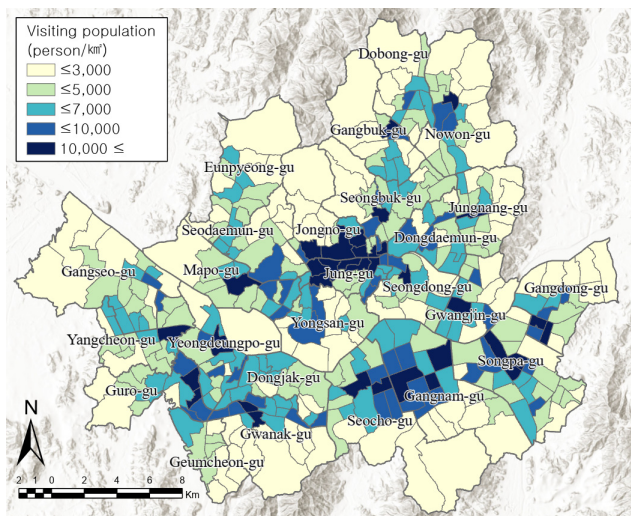 Visiting population
(person/㎢)
≤3,000
≤5,000
≤7,000
≤10,000
10,000 ≤
Dobong-gu
Gangbuk-gu
Nowon-gu
Eunpyeong-gu
Seongbuk-gu
Jungnang-gu
Seodaemun-gu
Jongno-gu
Dongdaemun-gu
Gangseo-gu
Mapo-gu
Jung-gu
Seongdong-gu
Gangdong-gu
Gwangjin-gu
Yongsan-gu
Yangcheon-gu
Yeongdeungpo-gu
Songpa-gu
Guro-gu
Dongjak-gu
Gangnam-gu
Seocho-gu
Gwanak-gu
Geumcheon-gu
N
2 1 0 2 4 6 8
Km